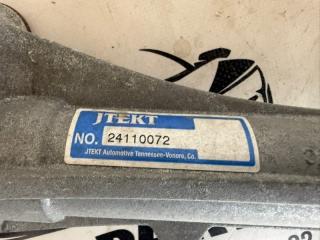 JTEKT
NO. 24110072
JTEKT Automotive Tennessee-Vonore, Co.